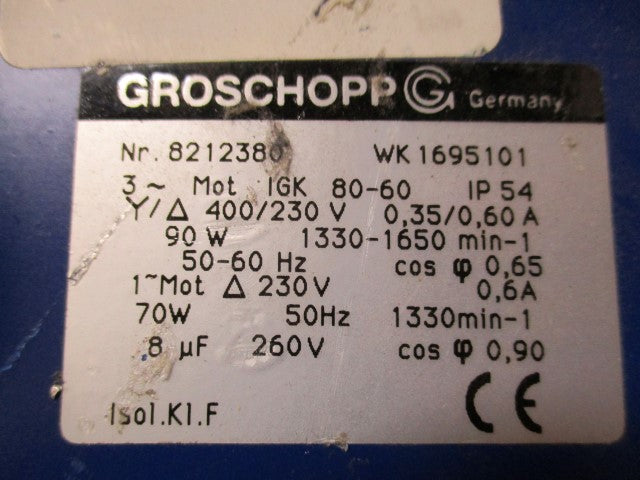 GROSCHOPP G Germany
Nr. 8212380 WK 1695101
3~ Mot IGK 80-60 IP 54
Y/Δ 400/230 V 0,35/0,60 A
90 W 1330-1650 min-1
50-60 Hz cos φ 0,65
1~Mot Δ 230V 0,6A
70W 50Hz 1330min-1
8 µF 260V cos φ 0,90
Isol.Kl.F CE